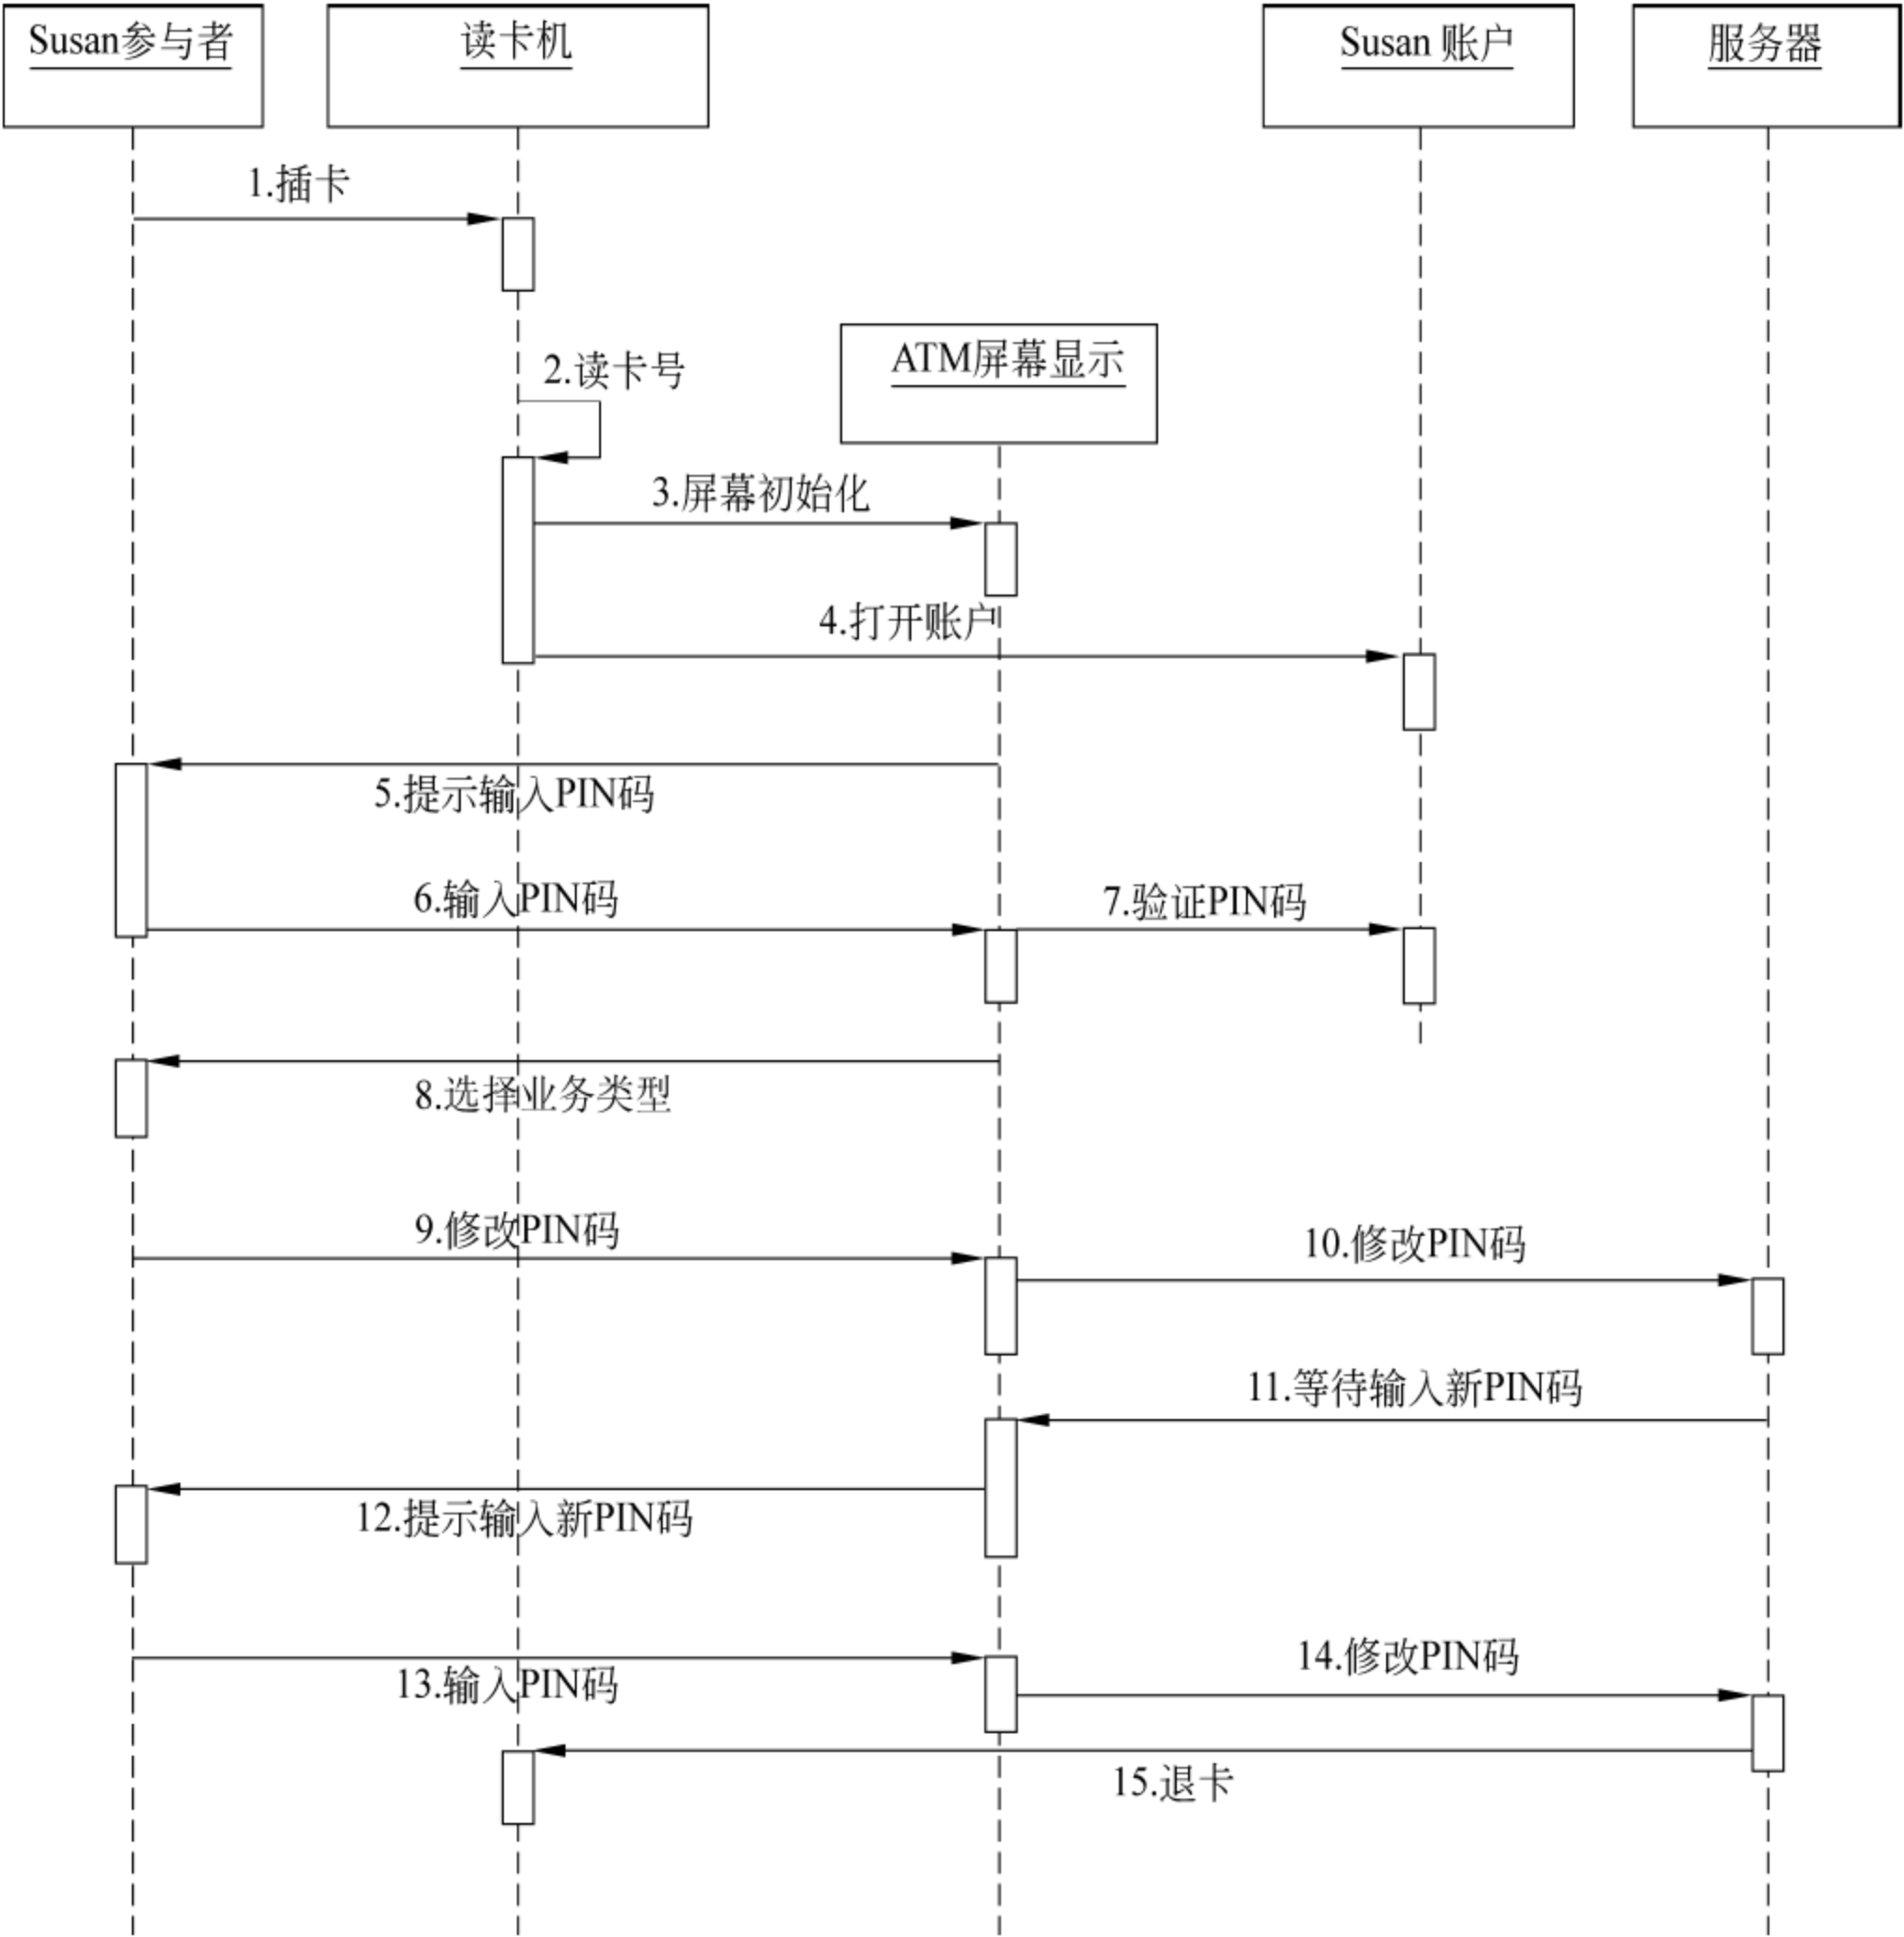 Susan参与者
读卡机
Susan 账户
服务器
1.插卡
2.读卡号
ATM屏幕显示
3.屏幕初始化
4.打开账户
5.提示输入PIN码
6.输入PIN码
7.验证PIN码
8.选择业务类型
9.修改PIN码
10.修改PIN码
11.等待输入新PIN码
12.提示输入新PIN码
13.输入PIN码
14.修改PIN码
15.退卡